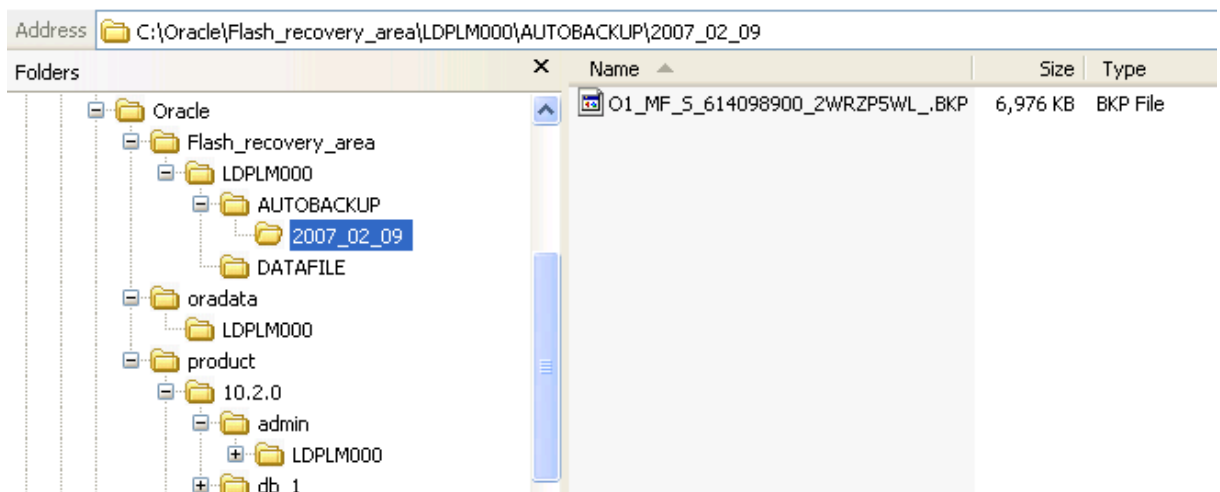 Address C:\Oracle\Flash_recovery_area\LDPLM000\AUTOBACKUP\2007_02_09
Folders
Oracle
Flash_recovery_area
LDPLM000
AUTOBACKUP
2007_02_09
DATAFILE
oradata
LDPLM000
product
10.2.0
admin
LDPLM000
db_1
Name Size Type
O1_MF_S_614098900_2WRZP5WL_.BKP 6,976 KB BKP File